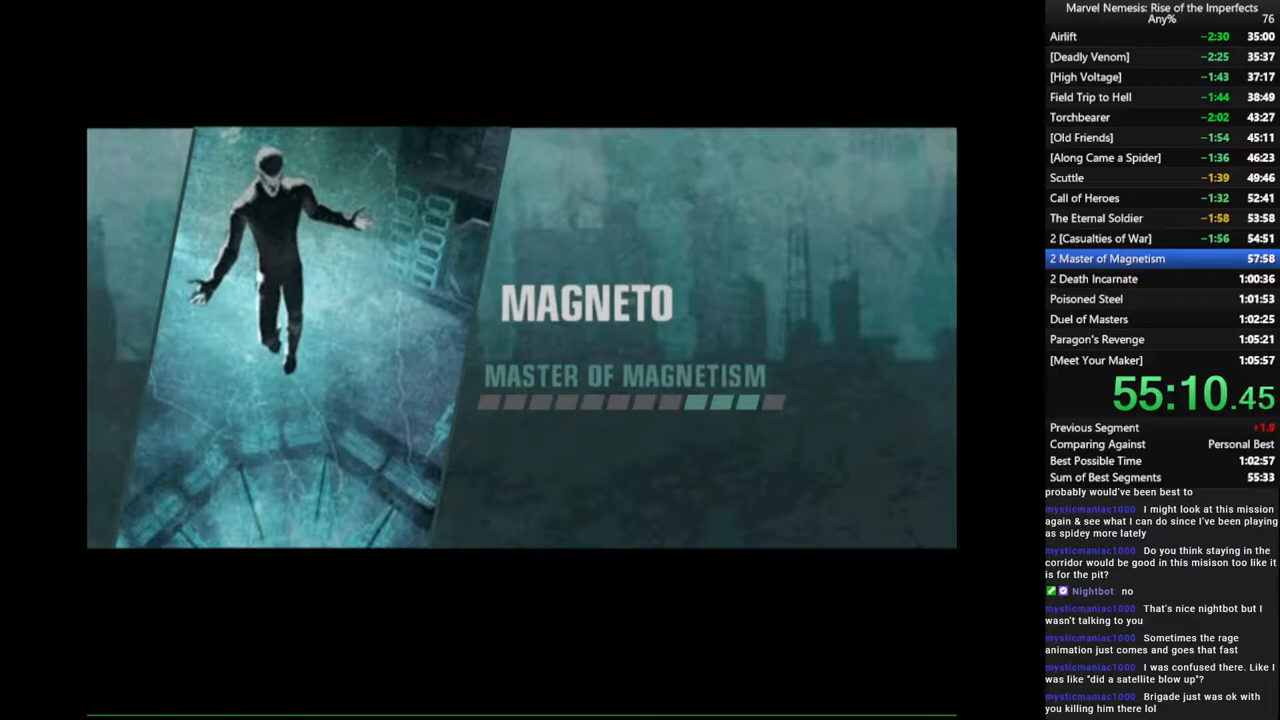 MAGNETO
MASTER OF MAGNETISM
Marvel Nemesis: Rise of the Imperfects
Any% 76
Airlift -2:30 35:00
[Deadly Venom] -2:25 35:37
[High Voltage] -1:43 37:17
Field Trip to Hell -1:44 38:49
Torchbearer -2:02 43:27
[Old Friends] -1:54 45:11
[Along Came a Spider] -1:36 46:23
Scuttle -1:39 49:46
Call of Heroes -1:32 52:41
The Eternal Soldier -1:58 53:58
2 [Casualties of War] -1:56 54:51
2 Master of Magnetism 57:58
2 Death Incarnate 1:00:36
Poisoned Steel 1:01:53
Duel of Masters 1:02:25
Paragon's Revenge 1:05:21
[Meet Your Maker] 1:05:57
55:10.45
Previous Segment +1.9
Comparing Against Personal Best
Best Possible Time 1:02:57
Sum of Best Segments 55:33
probably would've been best to
mysticmaniac1000 I might look at this mission
again & see what I can do since I've been playing
as spidey more lately
mysticmaniac1000 Do you think staying in the
corridor would be good in this misison too like it
is for the pit?
Nightbot: no
mysticmaniac1000 That's nice nightbot but I
wasn't talking to you
mysticmaniac1000 Sometimes the rage
animation just comes and goes that fast
mysticmaniac1000 I was confused there. Like I
was like "did a satellite blow up"?
mysticmaniac1000 Brigade just was ok with
you killing him there lol